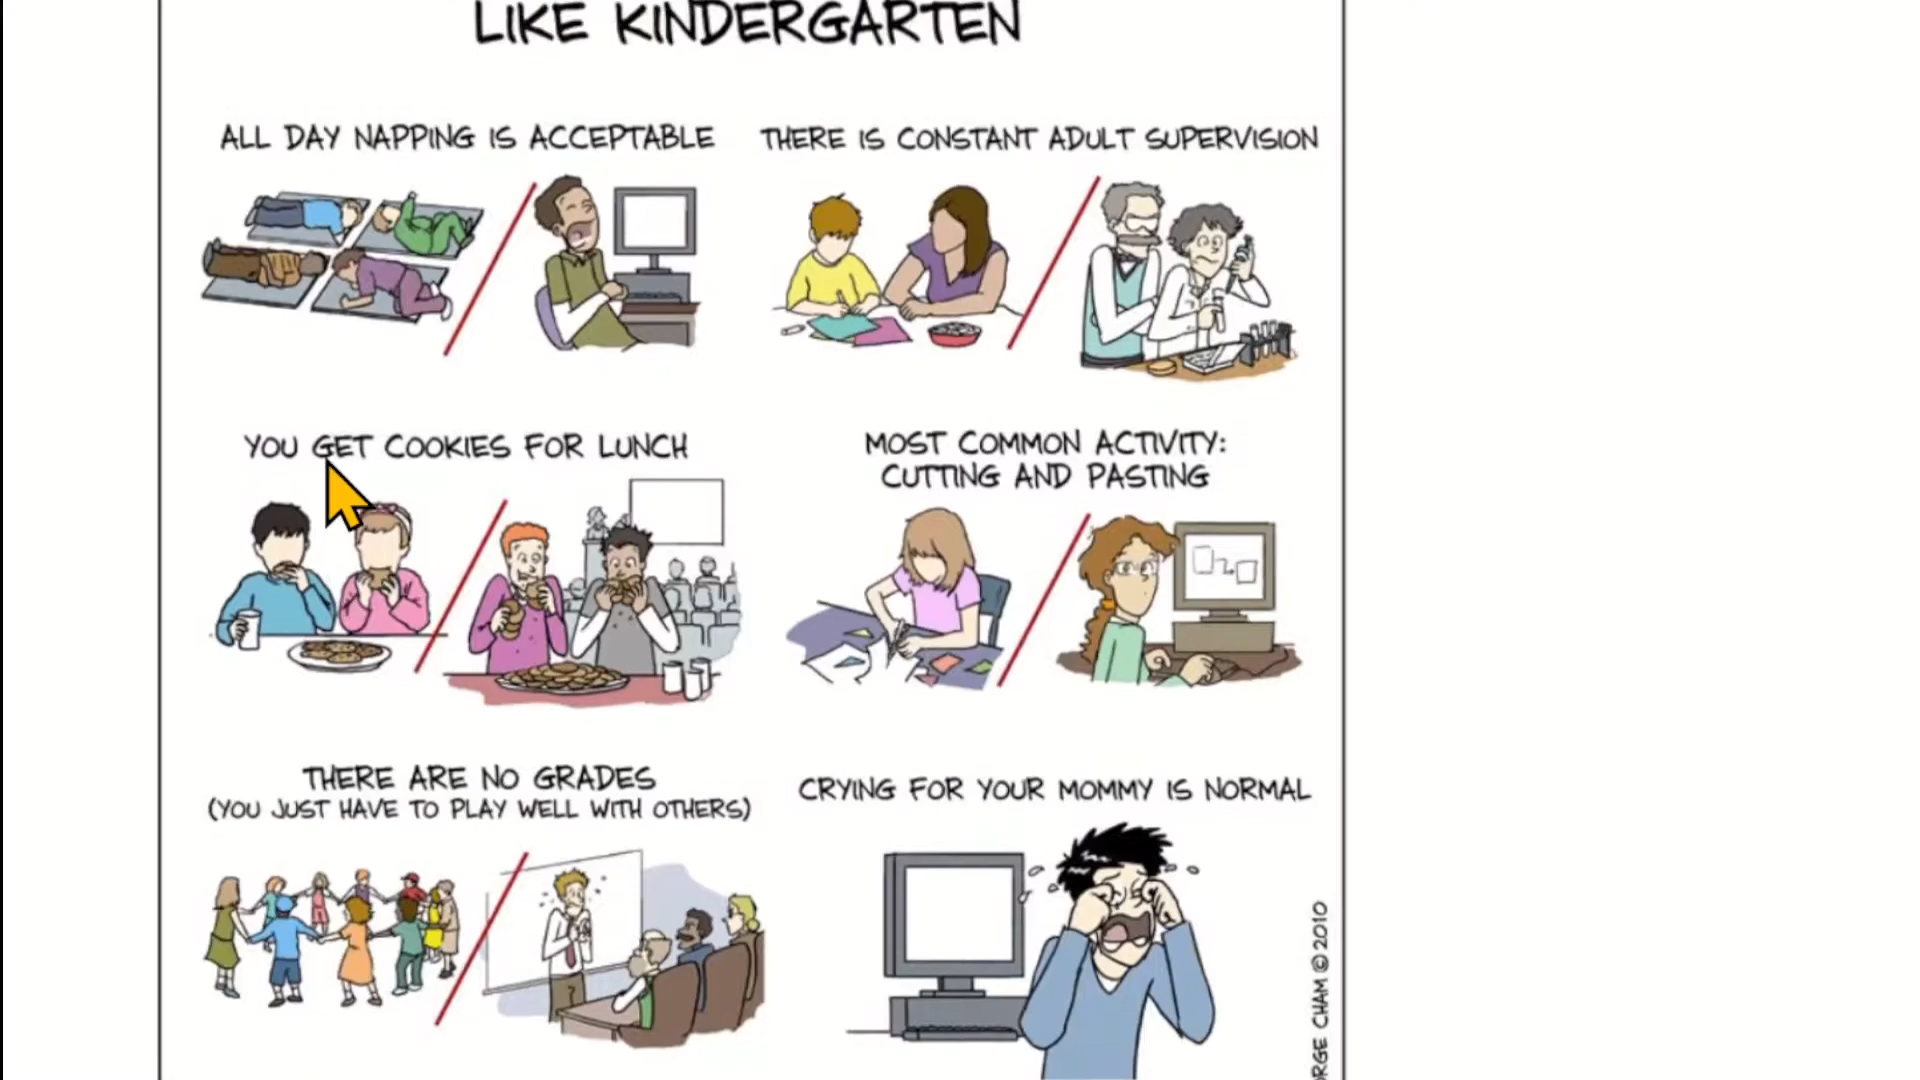 LIKE KINDERGARTEN
ALL DAY NAPPING IS ACCEPTABLE
THERE IS CONSTANT ADULT SUPERVISION
YOU GET COOKIES FOR LUNCH
MOST COMMON ACTIVITY:
CUTTING AND PASTING
THERE ARE NO GRADES
(YOU JUST HAVE TO PLAY WELL WITH OTHERS)
CRYING FOR YOUR MOMMY IS NORMAL
CHAM © 2010